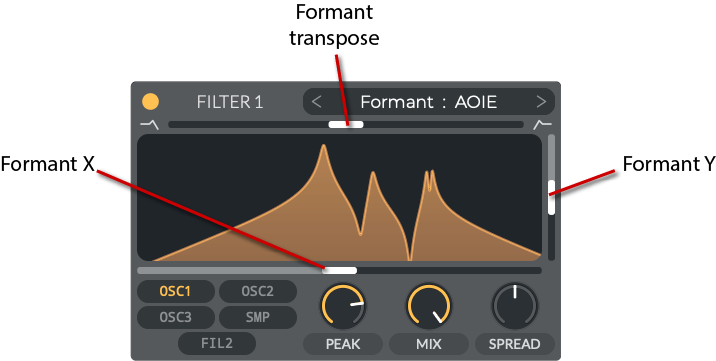 Formant
transpose
FILTER 1
< Formant : AOIE >
Formant X
Formant Y
OSC1
OSC2
OSC3
SMP
FIL2
PEAK
MIX
SPREAD